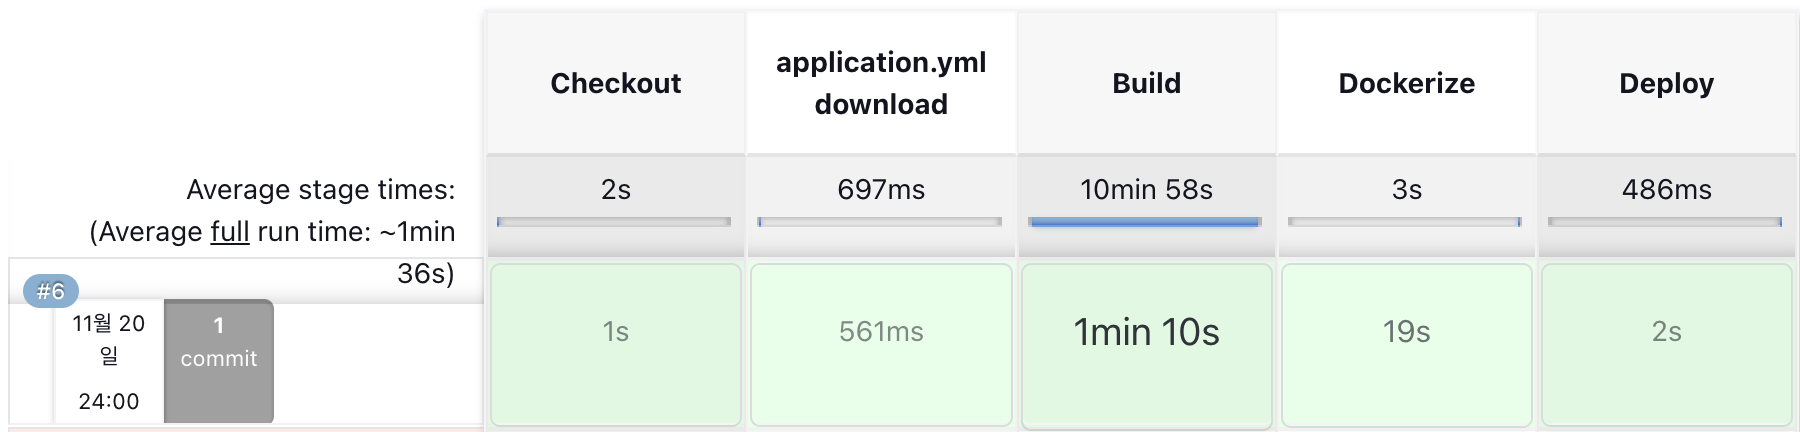 Checkout
application.yml
download
Build
Dockerize
Deploy
Average stage times:
(Average full run time: ~1min
36s)
2s
697ms
10min 58s
3s
486ms
#6
11월 20
일
24:00
1
commit
1s
561ms
1min 10s
19s
2s